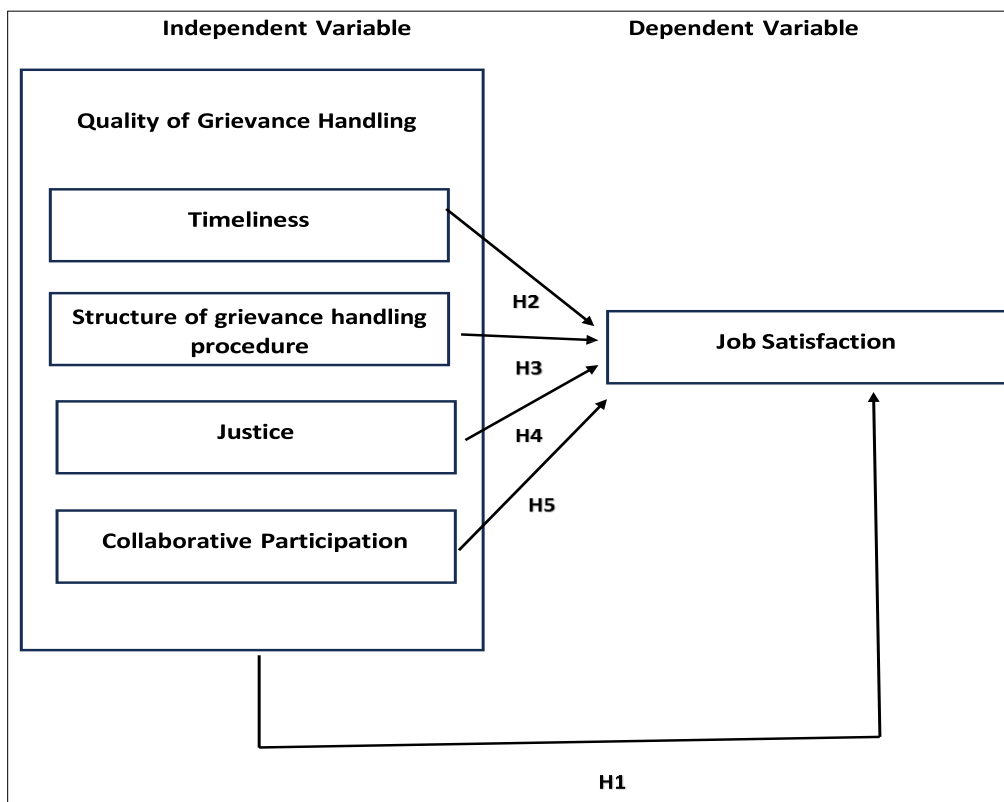 Independent Variable
Dependent Variable
Quality of Grievance Handling
Timeliness
H2
Structure of grievance handling
procedure
Job Satisfaction
H3
Justice
H4
H5
Collaborative Participation
H1